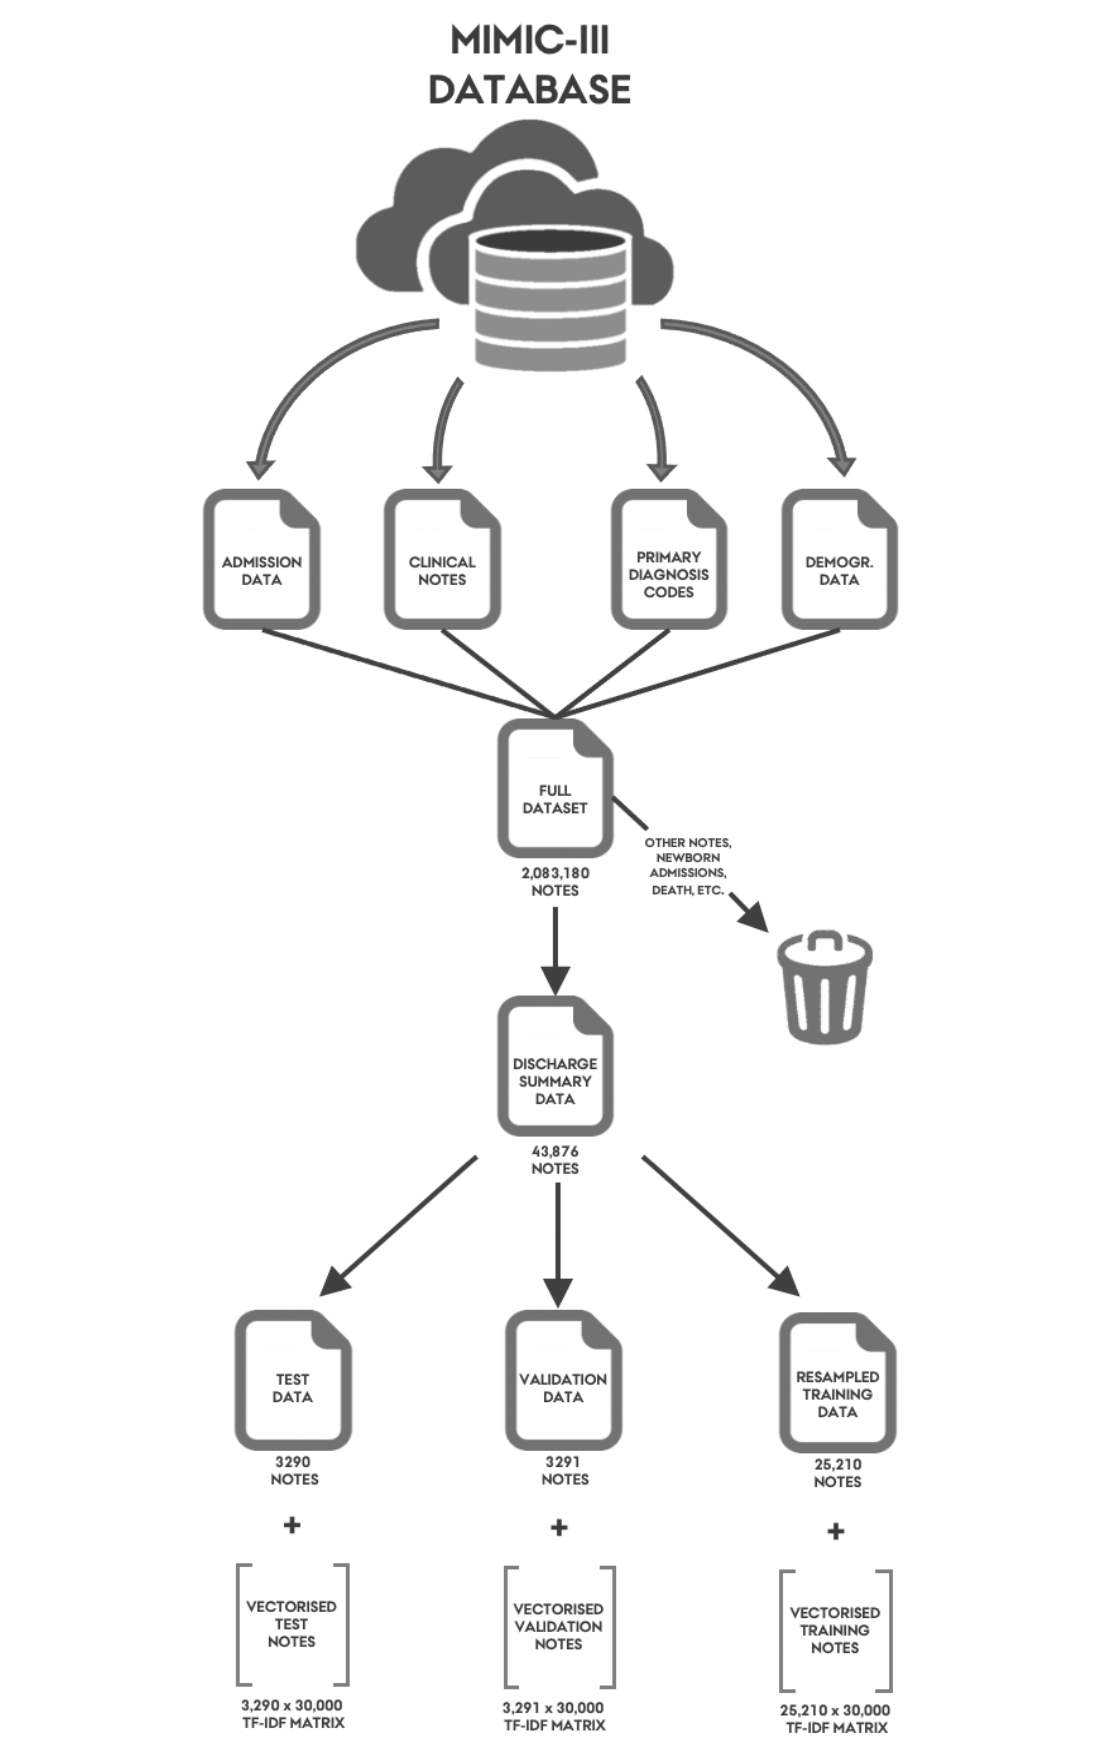 MIMIC-III
DATABASE
ADMISSION
DATA
CLINICAL
NOTES
PRIMARY
DIAGNOSIS
CODES
DEMOGR.
DATA
FULL
DATASET
2,083,180
NOTES
OTHER NOTES,
NEWBORN
ADMISSIONS,
DEATH, ETC.
DISCHARGE
SUMMARY
DATA
43,876
NOTES
TEST
DATA
3290
NOTES
+
VECTORISED
TEST
NOTES
3,290 x 30,000
TF-IDF MATRIX
VALIDATION
DATA
3291
NOTES
+
VECTORISED
VALIDATION
NOTES
3,291 x 30,000
TF-IDF MATRIX
RESAMPLED
TRAINING
DATA
25,210
NOTES
+
VECTORISED
TRAINING
NOTES
25,210 x 30,000
TF-IDF MATRIX